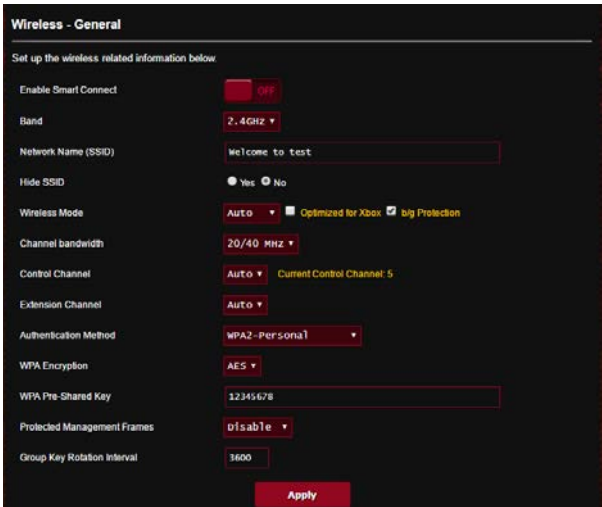 Wireless - General
Set up the wireless related information below.
Enable Smart Connect OFF
Band 2.4GHz
Network Name (SSID) Welcome to test
Hide SSID Yes No
Wireless Mode Auto Optimized for Xbox b/g Protection
Channel bandwidth 20/40 MHz
Control Channel Auto Current Control Channel: 5
Extension Channel Auto
Authentication Method WPA2-Personal
WPA Encryption AES
WPA Pre-Shared Key 12345678
Protected Management Frames Disable
Group Key Rotation Interval 3600
Apply